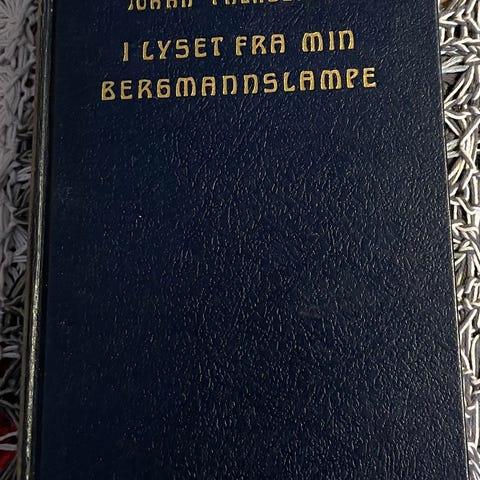 JOHAN
I LYSET FRA MIN
BERGMANNSLAMPE